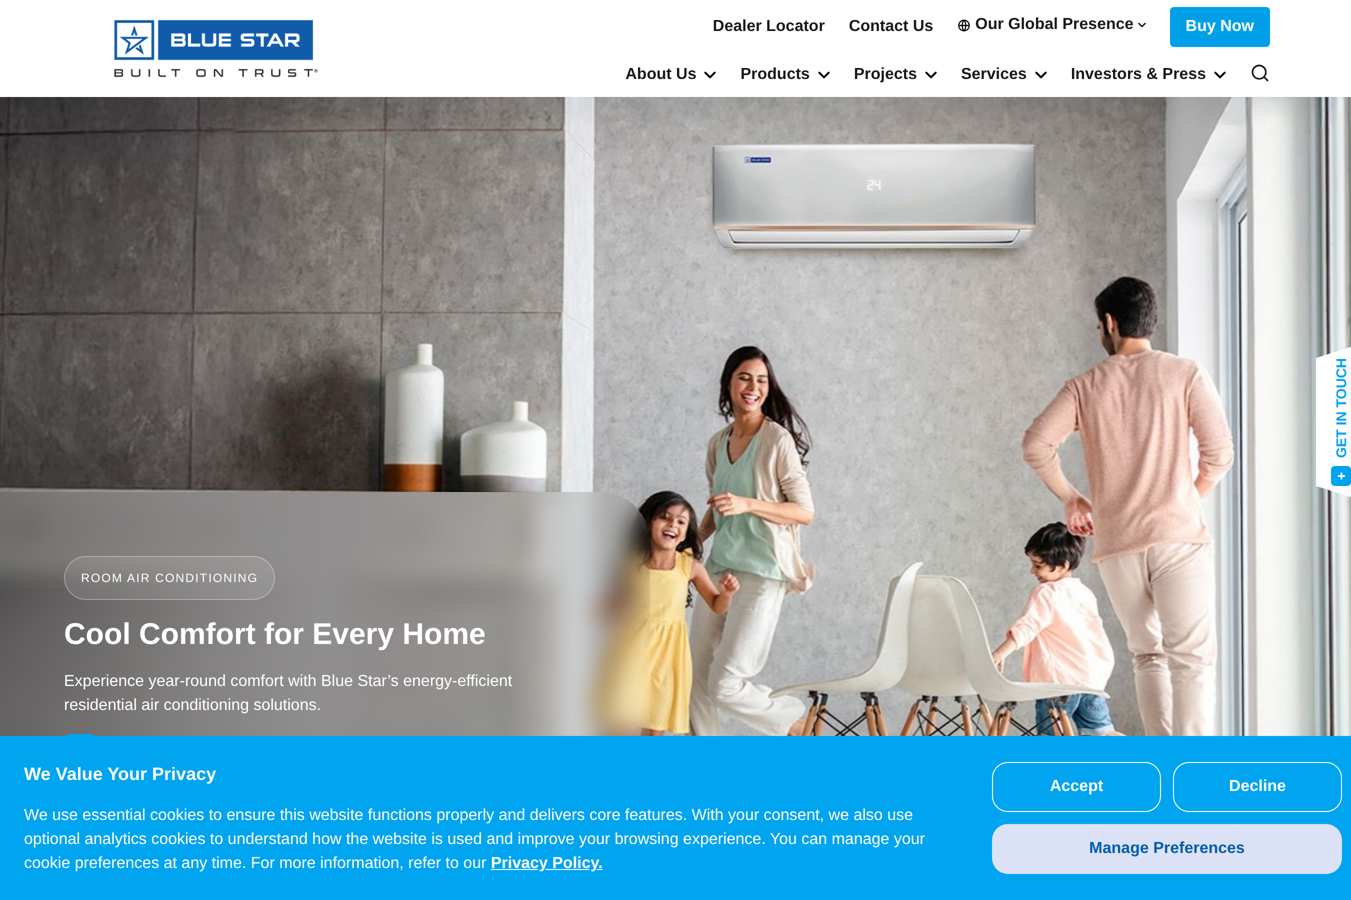 BLUE STAR
BUILT ON TRUST®
Dealer Locator
Contact Us
Our Global Presence
Buy Now
About Us
Products
Projects
Services
Investors & Press
BLUE STAR
24
GET IN TOUCH
+
ROOM AIR CONDITIONING
Cool Comfort for Every Home
Experience year-round comfort with Blue Star’s energy-efficient
residential air conditioning solutions.
We Value Your Privacy
We use essential cookies to ensure this website functions properly and delivers core features. With your consent, we also use
optional analytics cookies to understand how the website is used and improve your browsing experience. You can manage your
cookie preferences at any time. For more information, refer to our Privacy Policy.
Accept
Decline
Manage Preferences